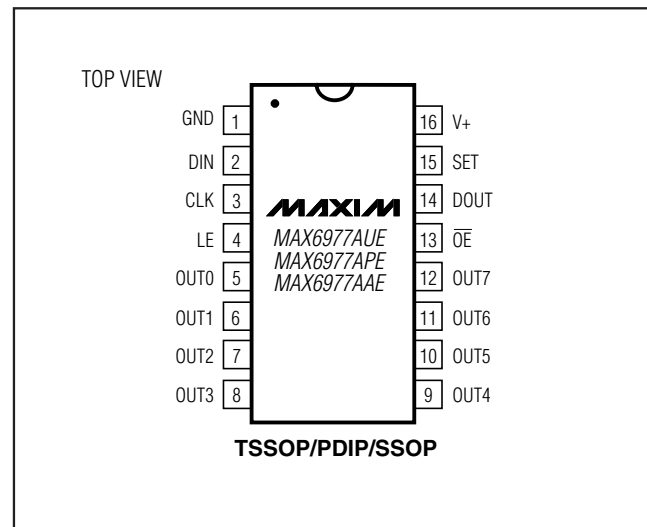 TOP VIEW
GND 1 16 V+
DIN 2 15 SET
CLK 3 14 DOUT
MAXIM
LE 4 13 O̅E̅
MAX6977AUE
MAX6977APE
MAX6977AAE
OUT0 5 12 OUT7
OUT1 6 11 OUT6
OUT2 7 10 OUT5
OUT3 8 9 OUT4
TSSOP/PDIP/SSOP